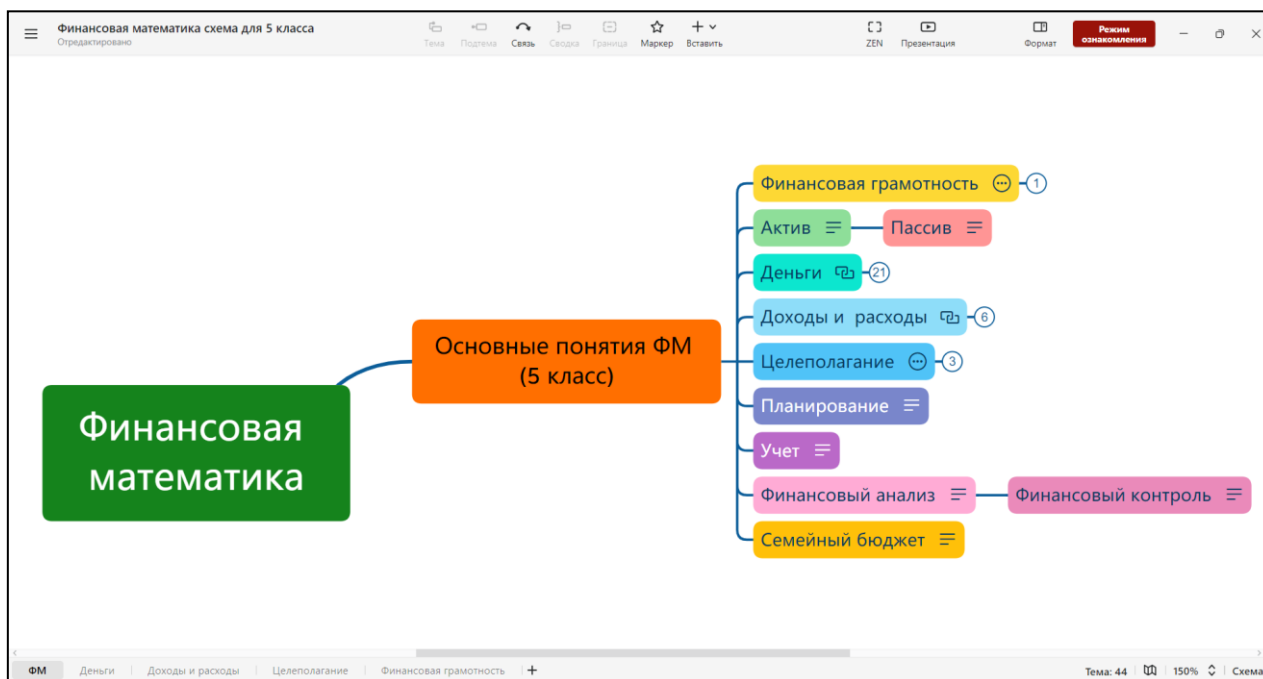 Финансовая математика схема для 5 класса
Отредактировано
Тема
Подтема
Связь
Сводка
Граница
Маркер
Вставить
ZEN
Презентация
Формат
Режим
ознакомления
Финансовая грамотность 1
Актив Пассив
Деньги 21
Доходы и расходы 6
Основные понятия ФМ
(5 класс)
Целеполагание 3
Планирование
Финансовая
математика
Учет
Финансовый анализ Финансовый контроль
Семейный бюджет
ФМ Деньги Доходы и расходы Целеполагание Финансовая грамотность Тема: 44 150% Схема